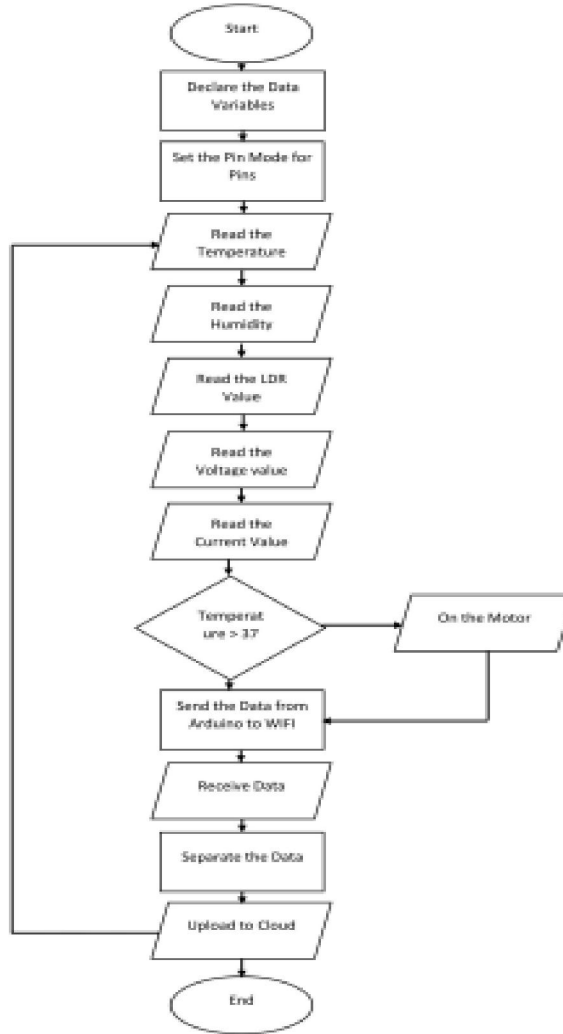 Start
Declare the Data
Variables
Set the Pin Mode for
Pins
Read the
Temperature
Read the
Humidity
Read the LDR
Value
Read the
Voltage value
Read the
Current Value
Temperat
ure > 37
On the Motor
Send the Data from
Arduino to WIFI
Receive Data
Separate the Data
Upload to Cloud
End